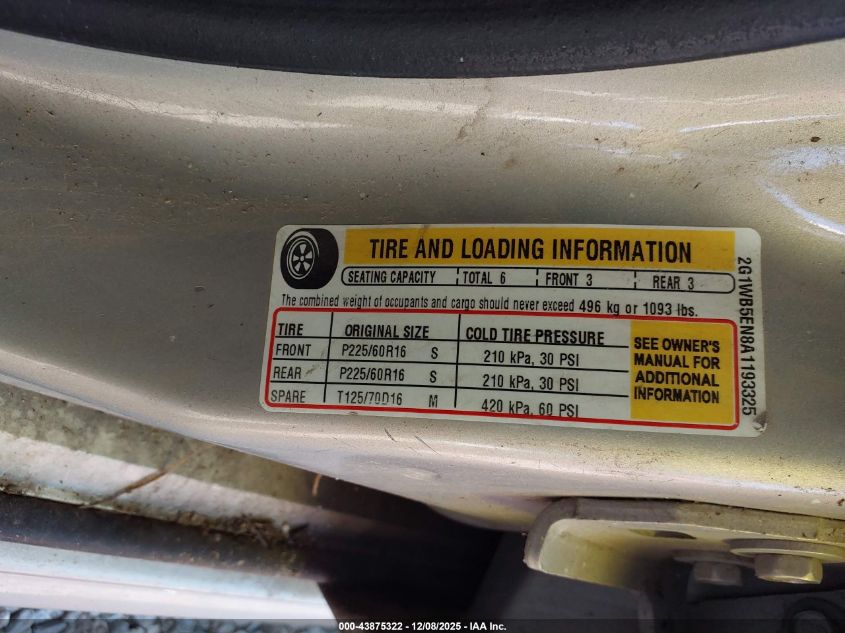 TIRE AND LOADING INFORMATION
SEATING CAPACITY TOTAL 6 FRONT 3 REAR 3
The combined weight of occupants and cargo should never exceed 496 kg or 1093 lbs.
TIRE ORIGINAL SIZE COLD TIRE PRESSURE
FRONT P225/60R16 S 210 kPa, 30 PSI
REAR P225/60R16 S 210 kPa, 30 PSI
SPARE T125/70D16 M 420 kPa, 60 PSI
SEE OWNER'S
MANUAL FOR
ADDITIONAL
INFORMATION
2G1WB5EN8A1193325
000-43875322 - 12/08/2025 - IAA Inc.